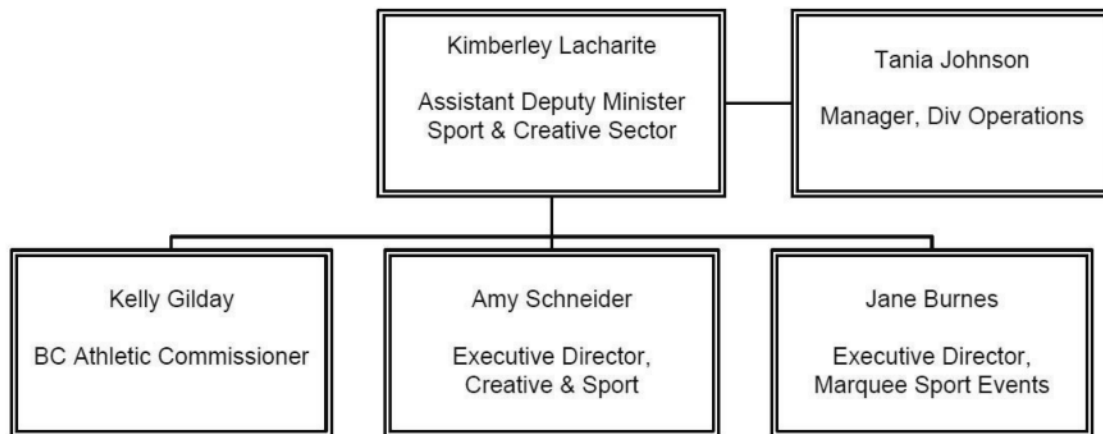 Kimberley Lacharite
Assistant Deputy Minister
Sport & Creative Sector
Tania Johnson
Manager, Div Operations
Kelly Gilday
BC Athletic Commissioner
Amy Schneider
Executive Director,
Creative & Sport
Jane Burnes
Executive Director,
Marquee Sport Events